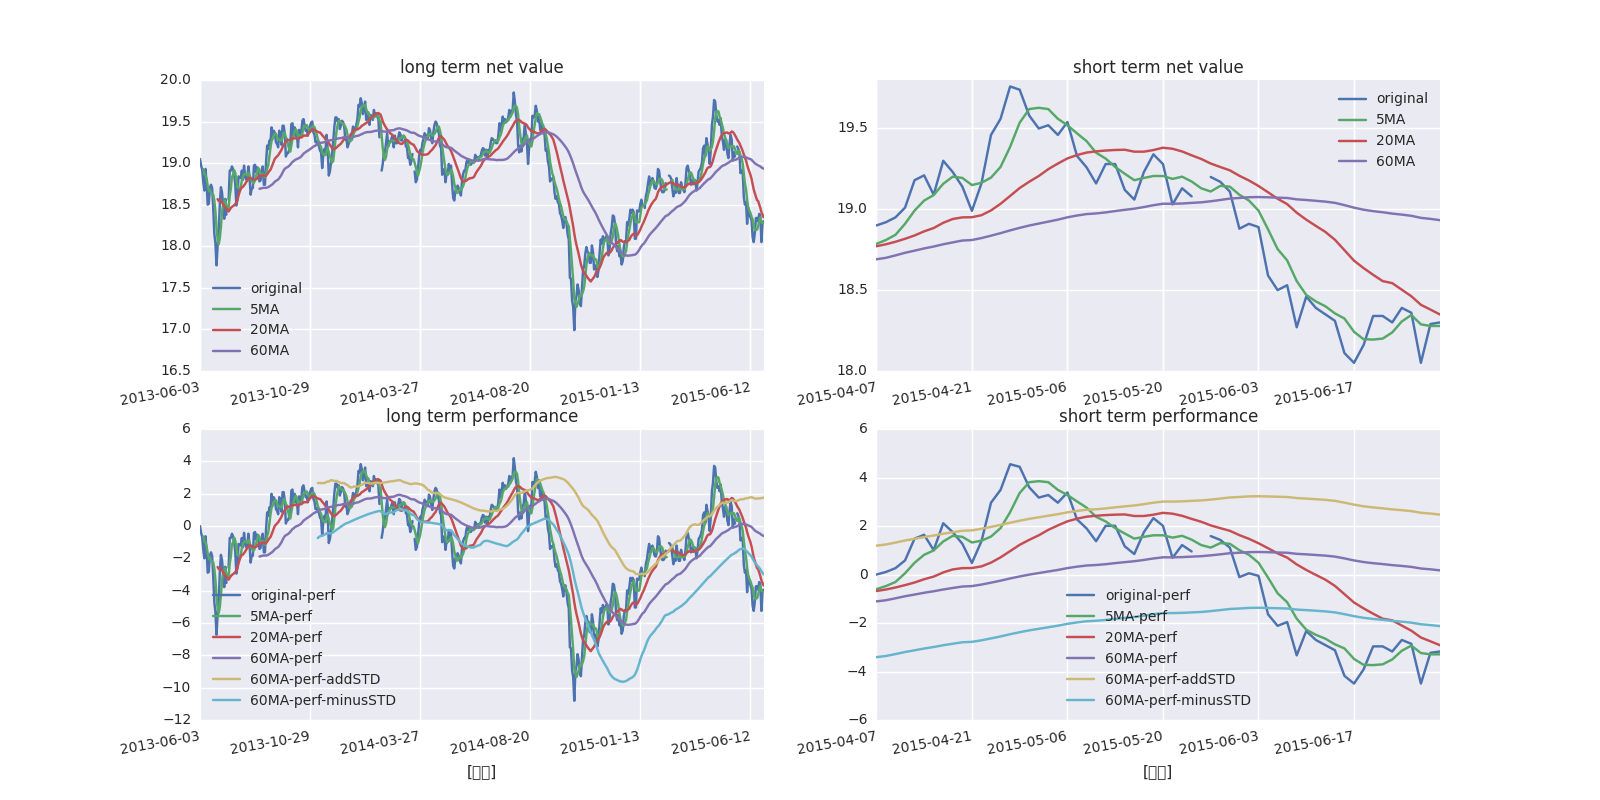 long term net value
20.0
19.5
19.0
18.5
18.0
17.5
17.0
16.5
original
5MA
20MA
60MA
2013-06-03
2013-10-29
2014-03-27
2014-08-20
2015-01-13
2015-06-12
short term net value
19.5
19.0
18.5
18.0
original
5MA
20MA
60MA
2015-04-07
2015-04-21
2015-05-06
2015-05-20
2015-06-03
2015-06-17
long term performance
6
4
2
0
−2
−4
−6
−8
−10
−12
original-perf
5MA-perf
20MA-perf
60MA-perf
60MA-perf-addSTD
60MA-perf-minusSTD
2013-06-03
2013-10-29
2014-03-27
2014-08-20
2015-01-13
2015-06-12
short term performance
6
4
2
0
−2
−4
−6
original-perf
5MA-perf
20MA-perf
60MA-perf
60MA-perf-addSTD
60MA-perf-minusSTD
2015-04-07
2015-04-21
2015-05-06
2015-05-20
2015-06-03
2015-06-17